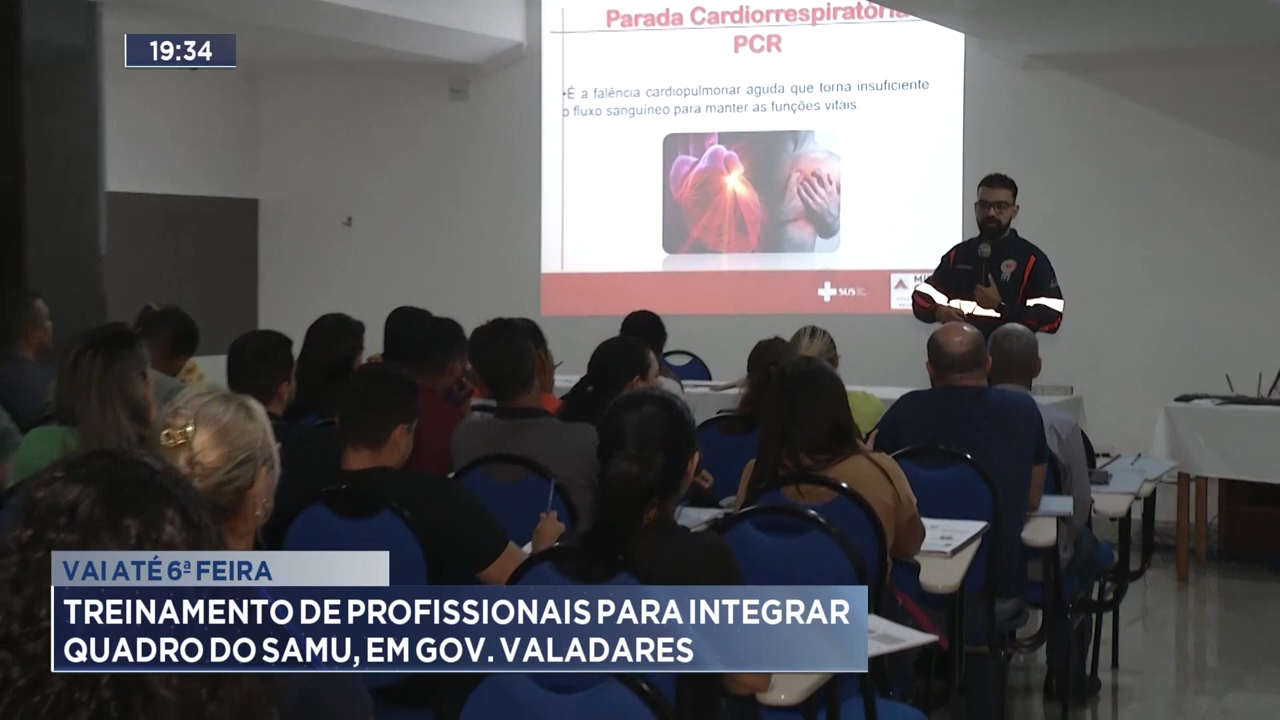 19:34
Parada Cardiorrespiratória
PCR
•É a falência cardiopulmonar aguda que torna insuficiente
o fluxo sanguíneo para manter as funções vitais
SUS
VAI ATÉ 6ª FEIRA
TREINAMENTO DE PROFISSIONAIS PARA INTEGRAR
QUADRO DO SAMU, EM GOV. VALADARES